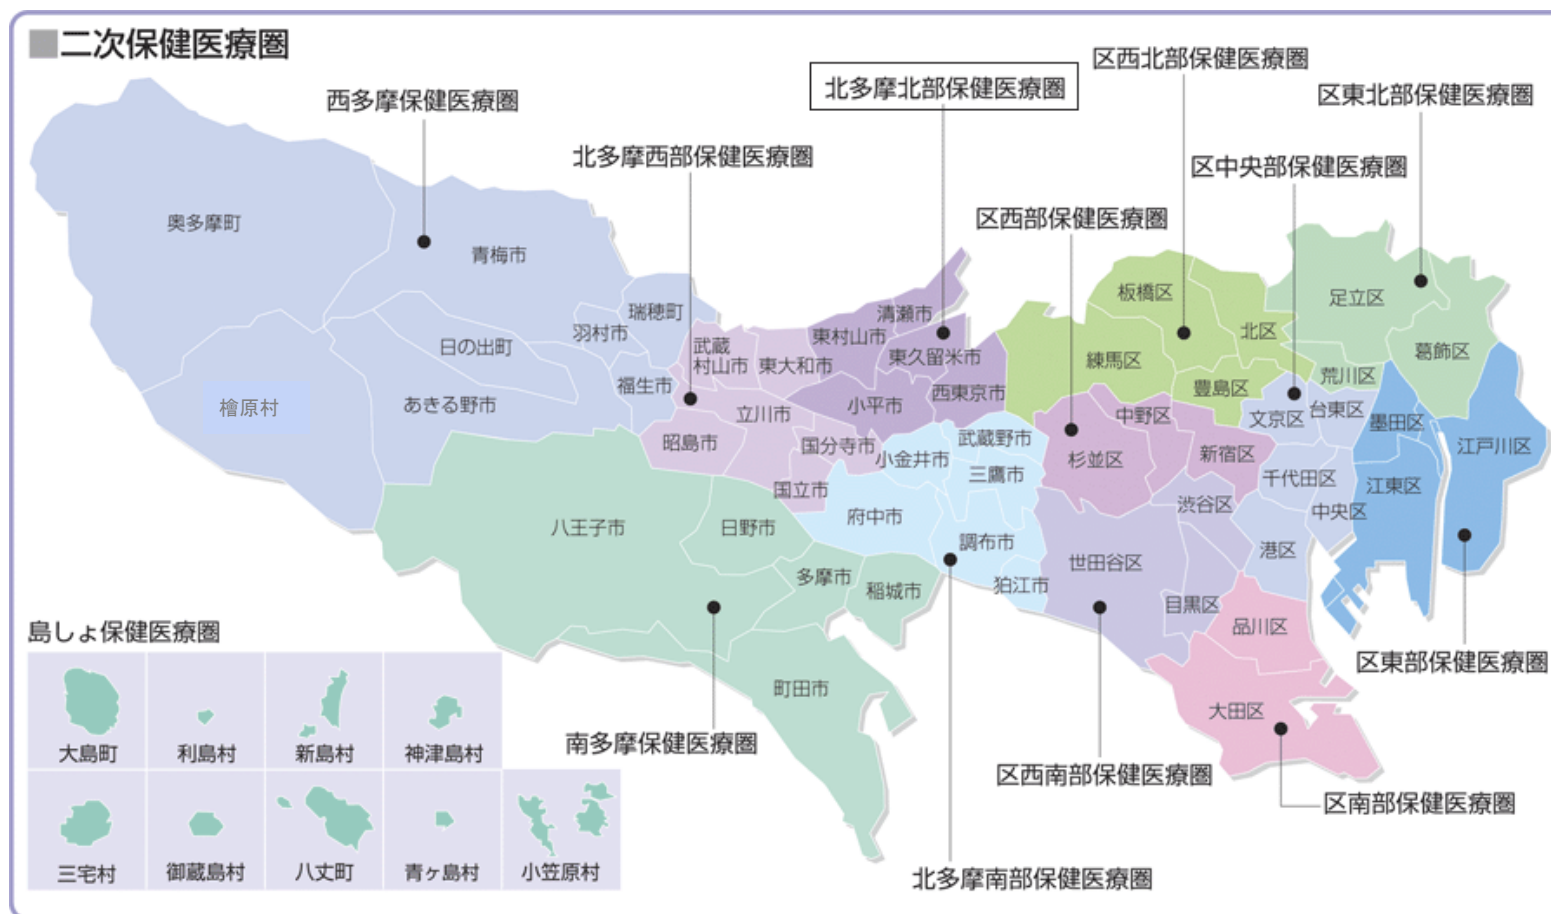 ■二次保健医療圏
区西北部保健医療圏
北多摩北部保健医療圏
区東北部保健医療圏
西多摩保健医療圏
北多摩西部保健医療圏
区中央部保健医療圏
区西部保健医療圏
奥多摩町
青梅市
瑞穂町
羽村市
日の出町
福生市
あきる野市
檜原村
武蔵
村山市
東大和市
立川市
昭島市
国分寺市
国立市
清瀬市
東村山市
東久留米市
小平市
西東京市
武蔵野市
小金井市
三鷹市
府中市
調布市
狛江市
八王子市
日野市
多摩市
稲城市
町田市
板橋区
北区
練馬区
豊島区
足立区
葛飾区
荒川区
中野区
杉並区
新宿区
文京区
台東区
千代田区
中央区
港区
墨田区
江東区
江戸川区
渋谷区
世田谷区
目黒区
品川区
大田区
区東部保健医療圏
南多摩保健医療圏
区西南部保健医療圏
区南部保健医療圏
北多摩南部保健医療圏
島しょ保健医療圏
大島町
利島村
新島村
神津島村
三宅村
御蔵島村
八丈町
青ヶ島村
小笠原村